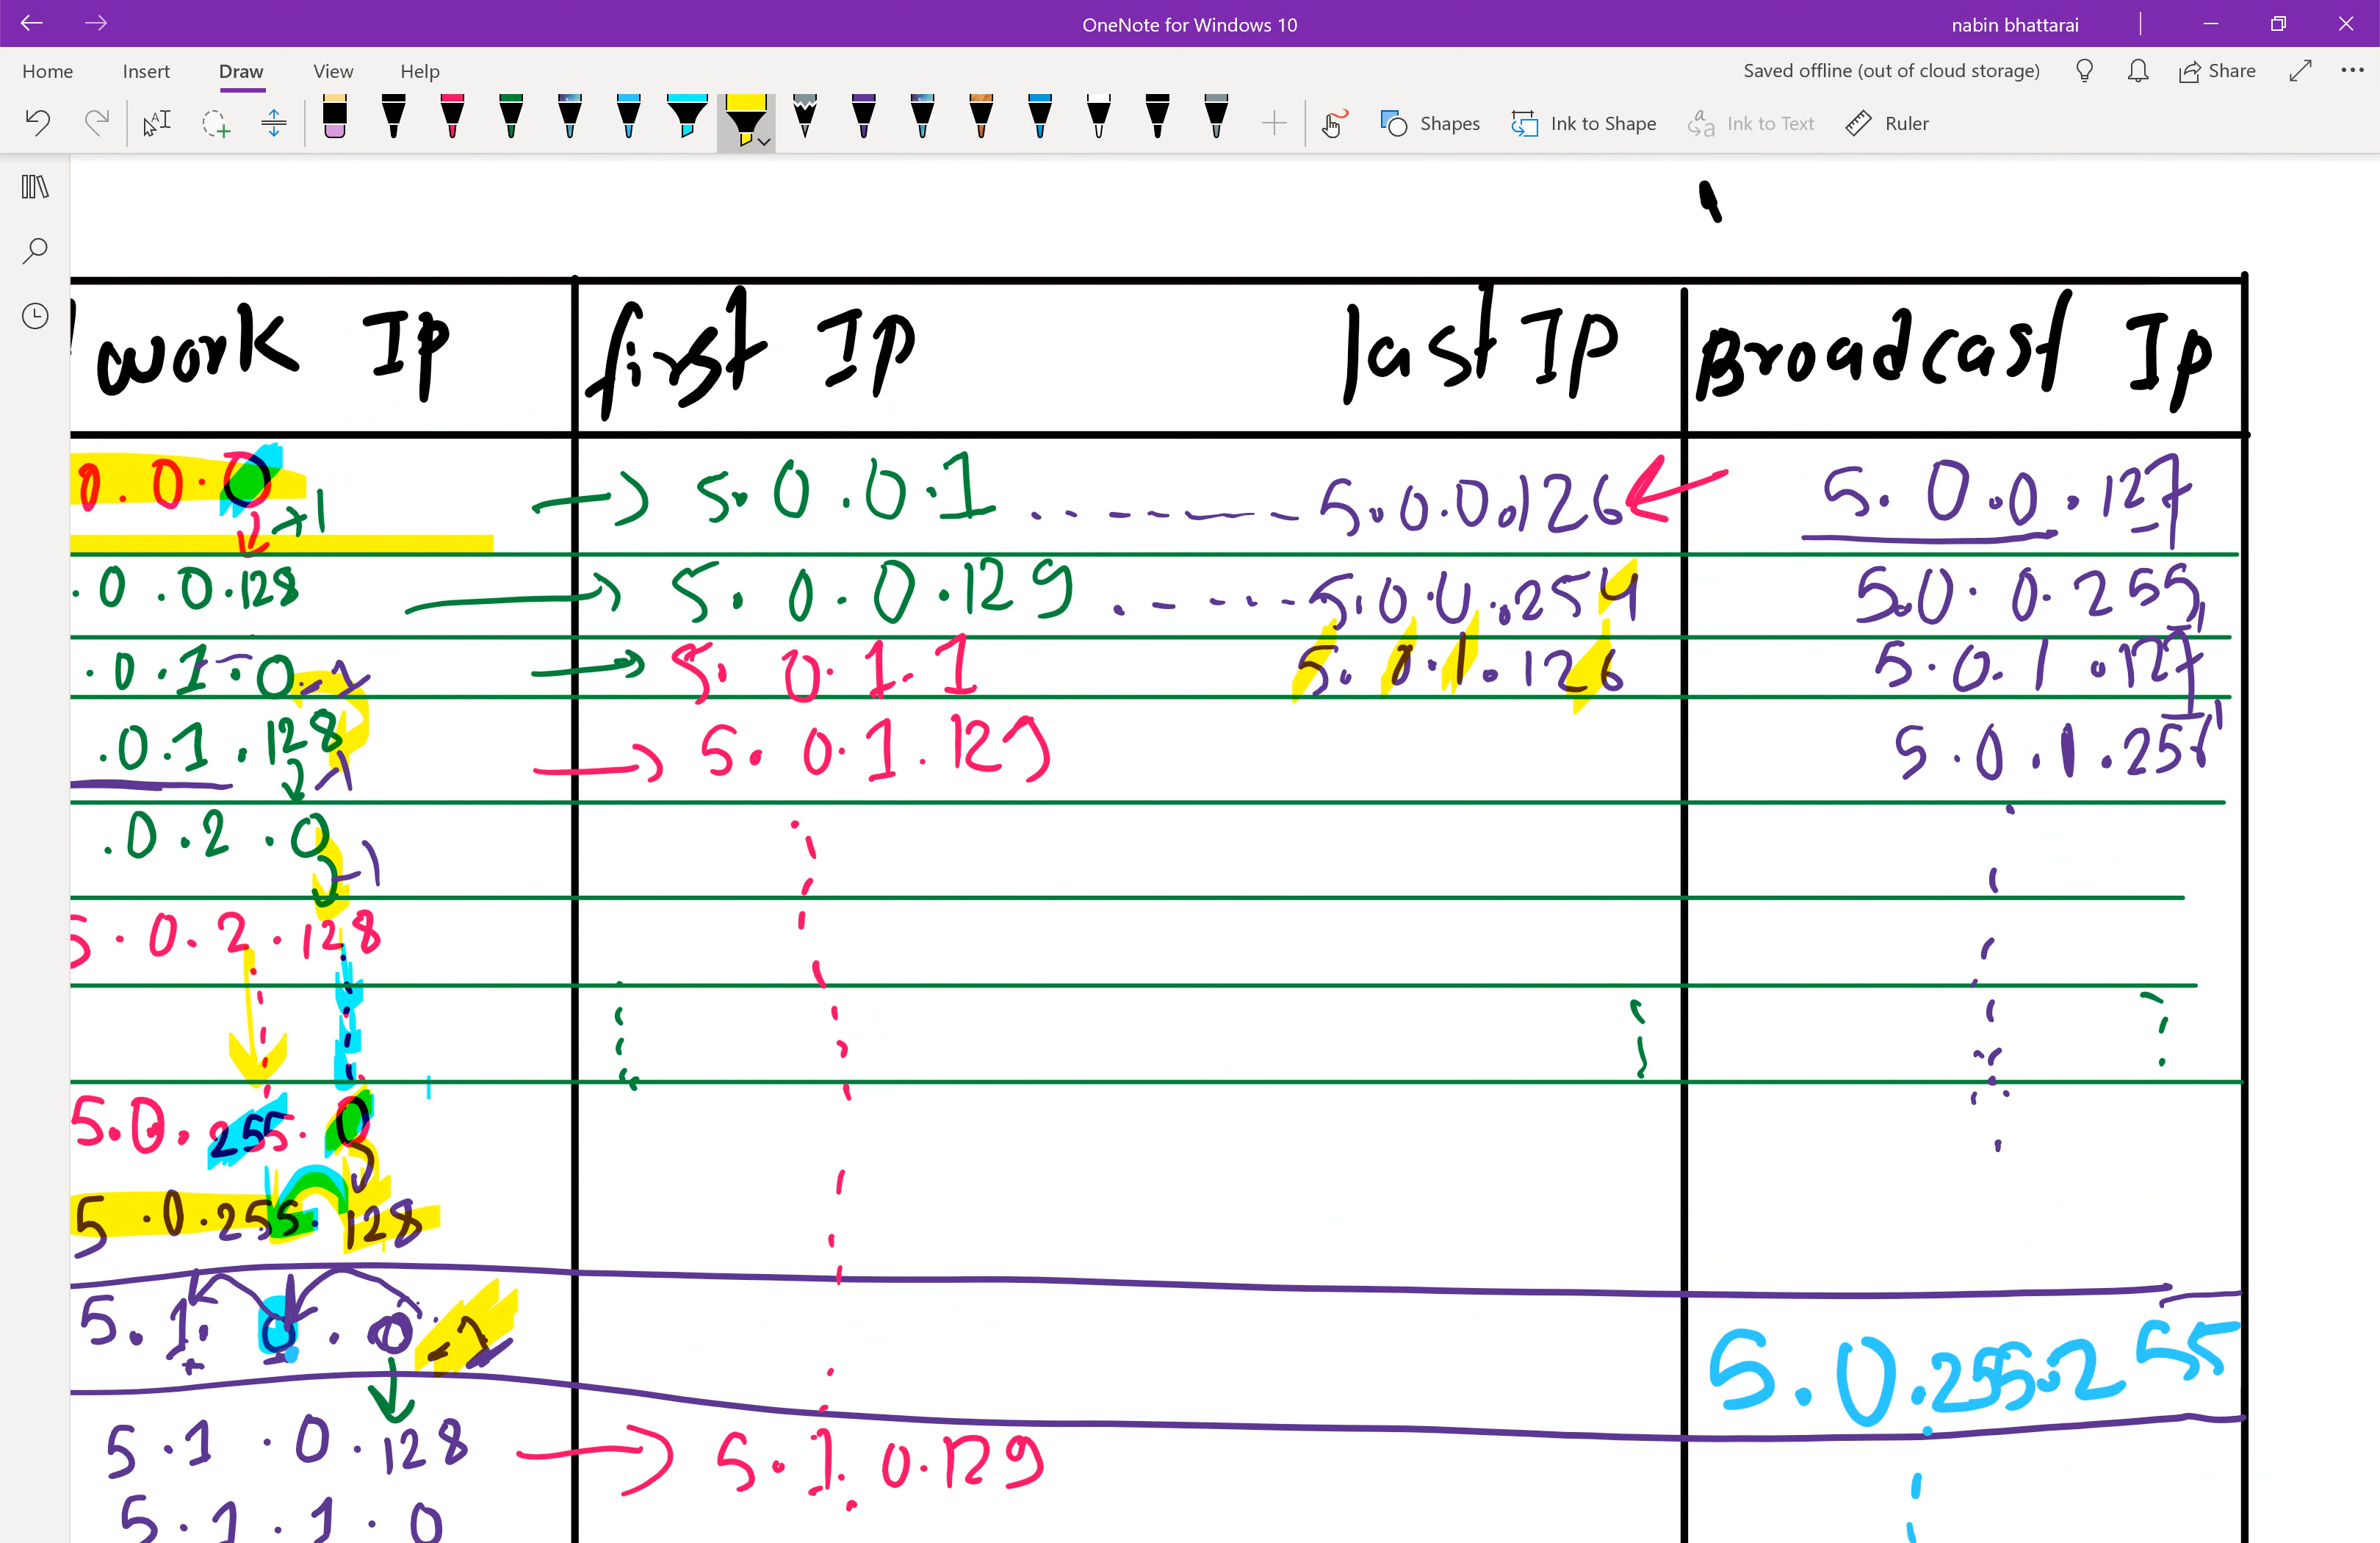 OneNote for Windows 10
nabin bhattarai
Home Insert Draw View Help
Saved offline (out of cloud storage) Share
Shapes Ink to Shape Ink to Text Ruler
work Ip first Ip last Ip Broadcast Ip
0.0.0 +1 5.0.0.1 5.0.0.126 5.0.0.127
.0.0.128 5.0.0.129 5.0.0.254 5.0.0.255
.0.1.0 -1 5.0.1.1 5.0.1.126 5.0.1.127
.0.1.128 5.0.1.129 5.0.1.255
.0.2.0 -1
5.0.2.128
5.0.255.0
5.0.255.128
5.1.0.0 -1 5.0.255.255
5.1.0.128 5.1.0.129
5.1.1.0